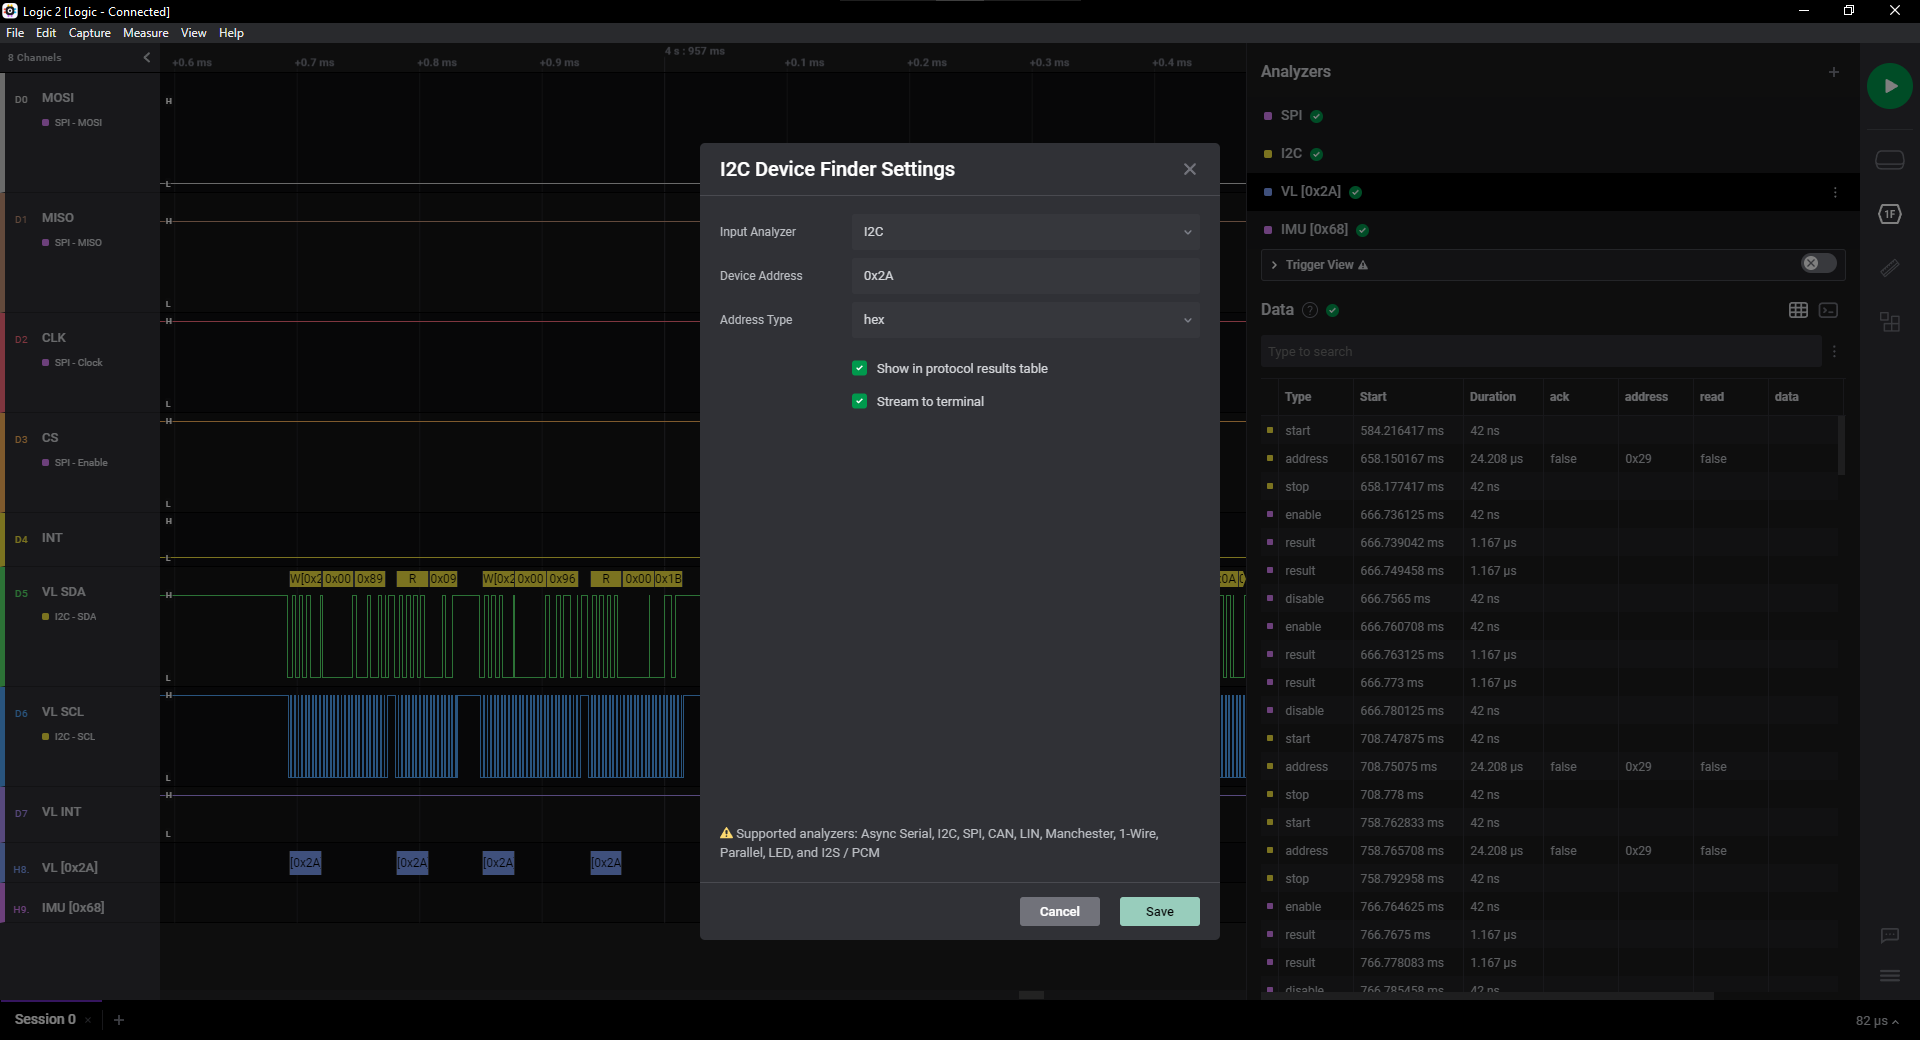 Logic 2 [Logic - Connected]
File Edit Capture Measure View Help
8 Channels
4 s : 957 ms
+0.6 ms +0.7 ms +0.8 ms +0.9 ms +0.1 ms +0.2 ms +0.3 ms +0.4 ms
D0 MOSI
SPI - MOSI
H
L
D1 MISO
SPI - MISO
H
L
D2 CLK
SPI - Clock
H
L
D3 CS
SPI - Enable
H
L
D4 INT
H
L
D5 VL SDA
I2C - SDA
W[0x2 0x00 0x89 R 0x09 W[0x2 0x00 0x96 R 0x00 0x1B
H
L
D6 VL SCL
I2C - SCL
H
L
D7 VL INT
H
L
H8. VL [0x2A]
[0x2A [0x2A [0x2A [0x2A
H9. IMU [0x68]
I2C Device Finder Settings
Input Analyzer I2C
Device Address 0x2A
Address Type hex
Show in protocol results table
Stream to terminal
Supported analyzers: Async Serial, I2C, SPI, CAN, LIN, Manchester, 1-Wire,
Parallel, LED, and I2S / PCM
Cancel Save
Analyzers
SPI
I2C
VL [0x2A]
IMU [0x68]
Trigger View
Data
Type to search
Type Start Duration ack address read data
start 584.216417 ms 42 ns
address 658.150167 ms 24.208 μs false 0x29 false
stop 658.177417 ms 42 ns
enable 666.736125 ms 42 ns
result 666.739042 ms 1.167 μs
result 666.749458 ms 1.167 μs
disable 666.7565 ms 42 ns
enable 666.760708 ms 42 ns
result 666.763125 ms 1.167 μs
result 666.773 ms 1.167 μs
disable 666.780125 ms 42 ns
start 708.747875 ms 42 ns
address 708.75075 ms 24.208 μs false 0x29 false
stop 708.778 ms 42 ns
start 758.762833 ms 42 ns
address 758.765708 ms 24.208 μs false 0x29 false
stop 758.792958 ms 42 ns
enable 766.764625 ms 42 ns
result 766.7675 ms 1.167 μs
result 766.778083 ms 1.167 μs
disable 766.785458 ms 42 ns
1F
Session 0
82 μs